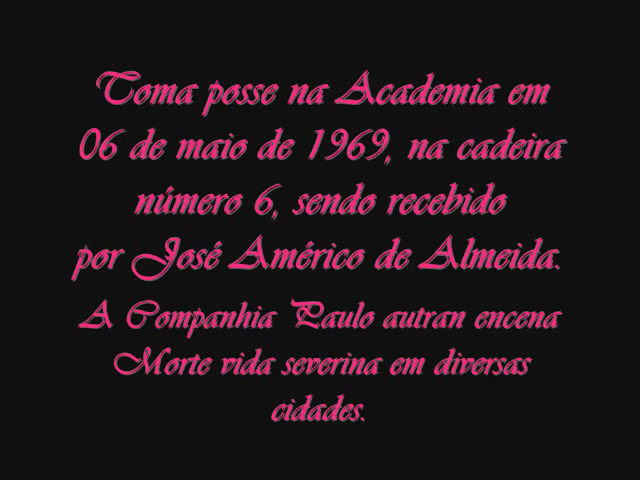 Toma posse na Academia em
06 de maio de 1969, na cadeira
número 6, sendo recebido
por José Américo de Almeida.
A Companhia Paulo autran encena
Morte vida severina em diversas
cidades.